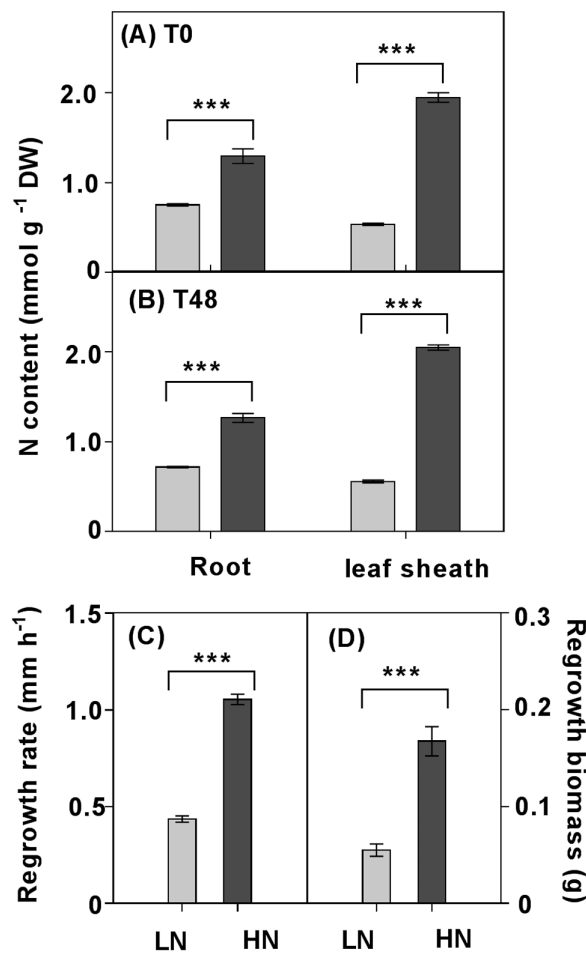 (A) T0
***
***
2.0
1.0
0
N content (mmol g⁻¹ DW)
(B) T48
***
***
2.0
1.0
0
Root
leaf sheath
1.5
1.0
0.5
0
Regrowth rate (mm h⁻¹)
(C)
***
(D)
***
0.3
0.2
0.1
0
Regrowth biomass (g)
LN
HN
LN
HN